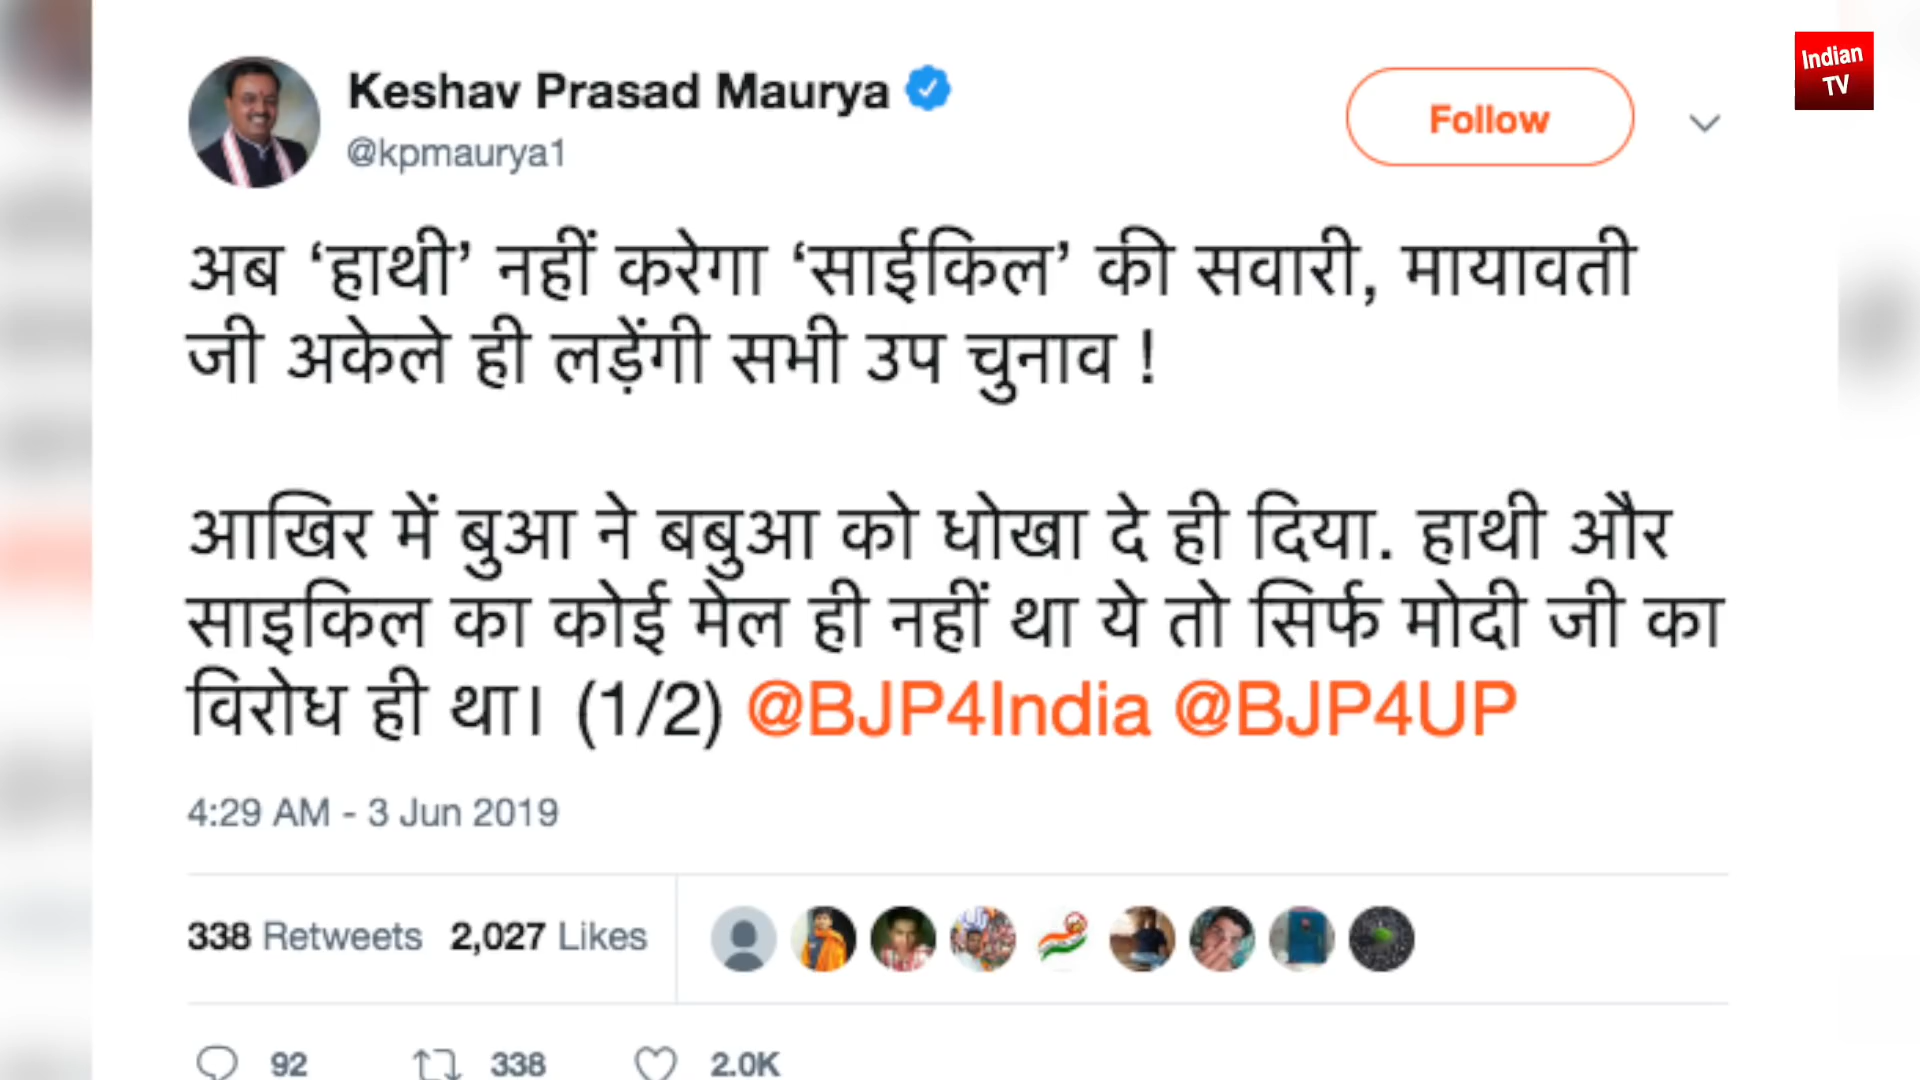 Indian
TV
Keshav Prasad Maurya
@kpmaurya1
Follow
अब ‘हाथी’ नहीं करेगा ‘साईकिल’ की सवारी, मायावती
जी अकेले ही लड़ेंगी सभी उप चुनाव !
आखिर में बुआ ने बबुआ को धोखा दे ही दिया. हाथी और
साइकिल का कोई मेल ही नहीं था ये तो सिर्फ मोदी जी का
विरोध ही था। (1/2) @BJP4India @BJP4UP
4:29 AM - 3 Jun 2019
338 Retweets 2,027 Likes
92 338 2.0K